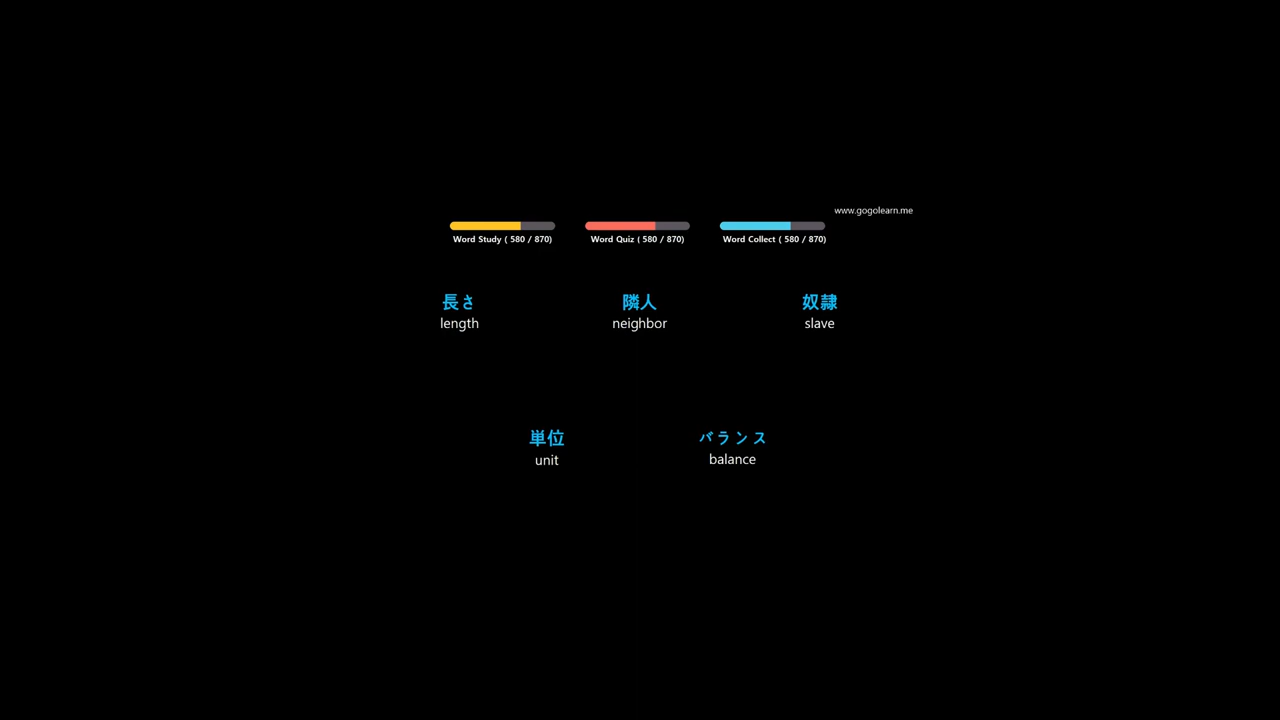 www.gogolearn.me
Word Study ( 580 / 870)
Word Quiz ( 580 / 870)
Word Collect ( 580 / 870)
長さ
length
隣人
neighbor
奴隷
slave
単位
unit
バランス
balance